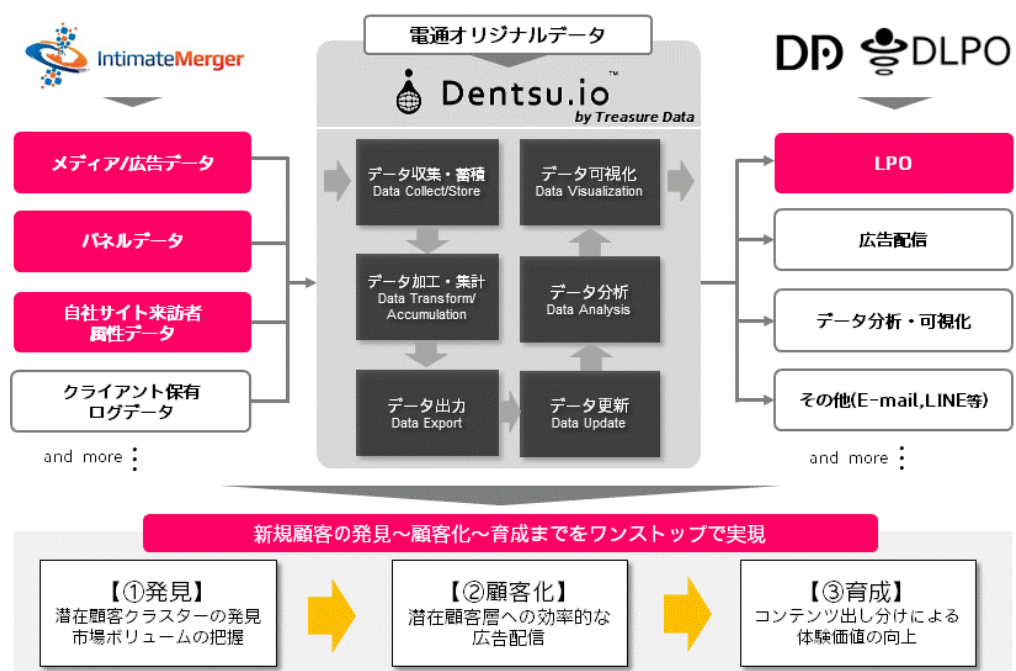 IntimateMerger
メディア/広告データ
パネルデータ
自社サイト来訪者
属性データ
クライアント保有
ログデータ
and more
電通オリジナルデータ
Dentsu.io™
by Treasure Data
データ収集・蓄積
Data Collect/Store
データ加工・集計
Data Transform/
Accumulation
データ出力
Data Export
データ更新
Data Update
データ分析
Data Analysis
データ可視化
Data Visualization
DLPO
LPO
広告配信
データ分析・可視化
その他(E-mail,LINE等)
and more
新規顧客の発見～顧客化～育成までをワンストップで実現
【①発見】
潜在顧客クラスターの発見
市場ボリュームの把握
【②顧客化】
潜在顧客層への効率的な
広告配信
【③育成】
コンテンツ出し分けによる
体験価値の向上